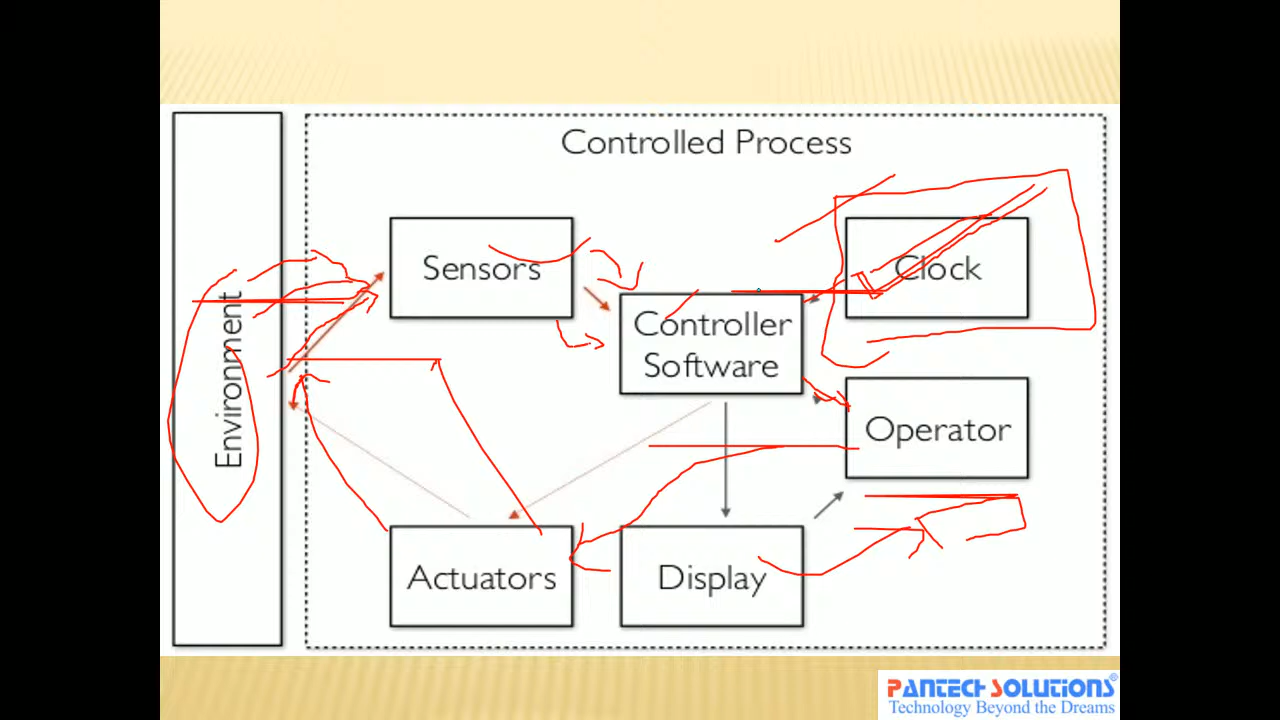 Controlled Process
Environment
Sensors
Clock
Controller
Software
Operator
Actuators
Display
PANTECH SOLUTIONS®
Technology Beyond the Dreams